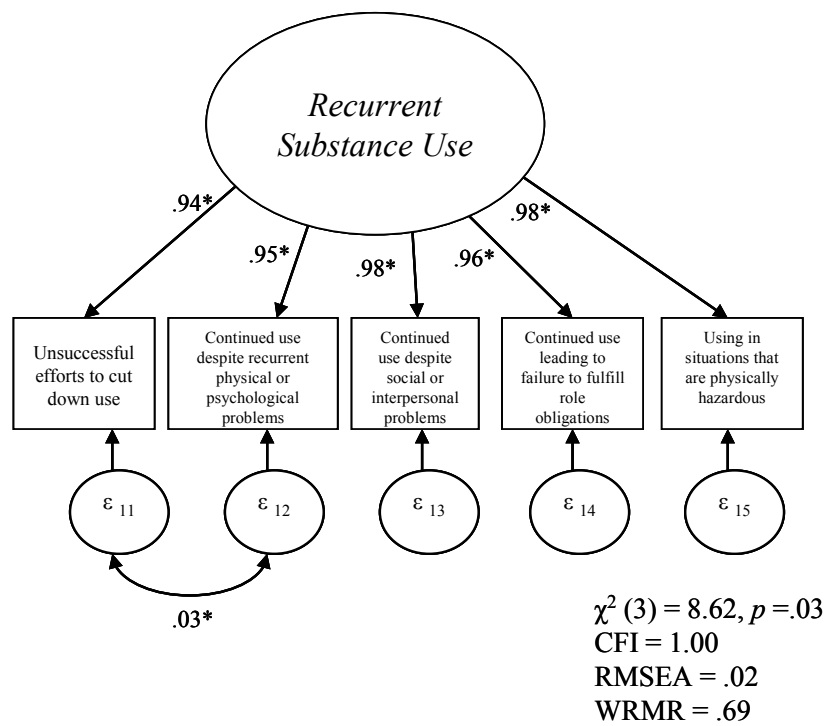 Recurrent
Substance Use
.94*
.95*
.98*
.96*
.98*
Unsuccessful
efforts to cut
down use
Continued use
despite recurrent
physical or
psychological
problems
Continued
use despite
social or
interpersonal
problems
Continued use
leading to
failure to fulfill
role
obligations
Using in
situations that
are physically
hazardous
ε 11
ε 12
ε 13
ε 14
ε 15
.03*
χ² (3) = 8.62, p =.03
CFI = 1.00
RMSEA = .02
WRMR = .69